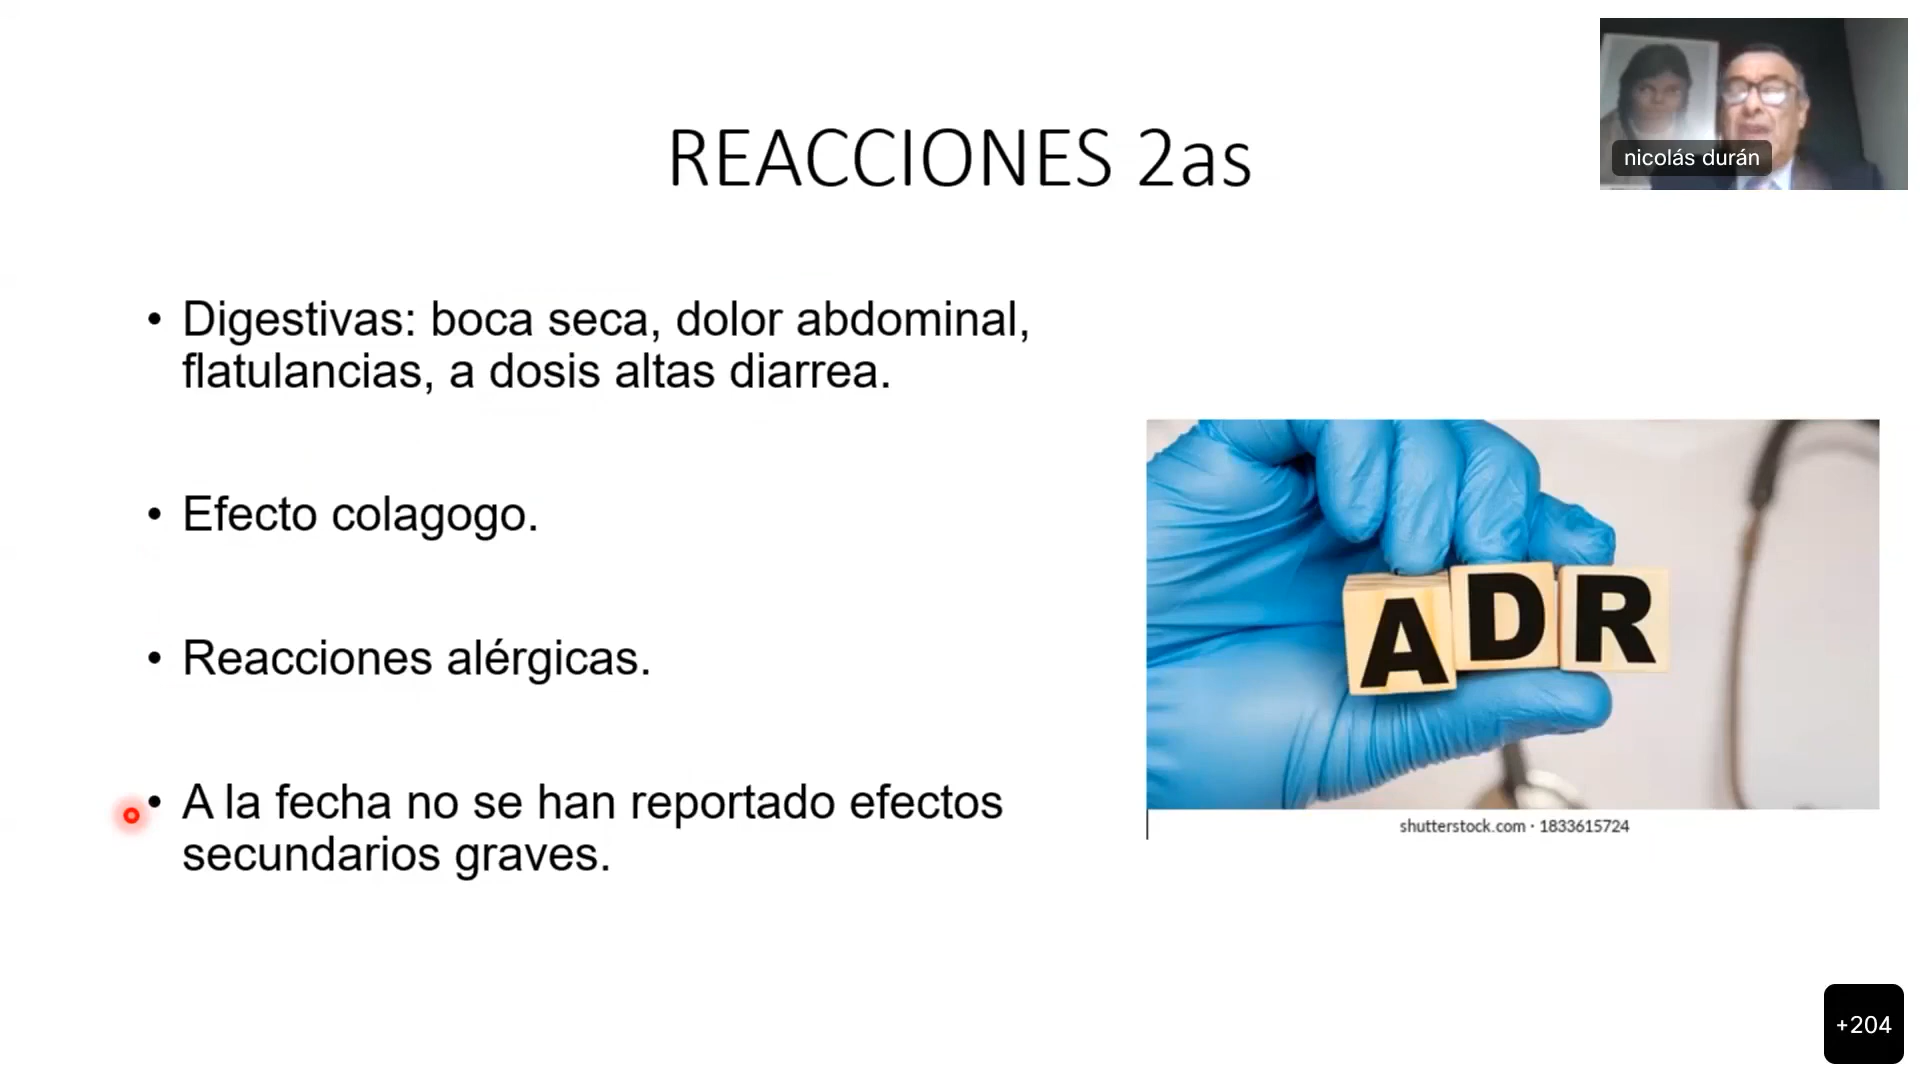 REACCIONES 2as
nicolás durán
• Digestivas: boca seca, dolor abdominal,
flatulancias, a dosis altas diarrea.
• Efecto colagogo.
• Reacciones alérgicas.
• A la fecha no se han reportado efectos
secundarios graves.
ADR
shutterstock.com · 1833615724
+204